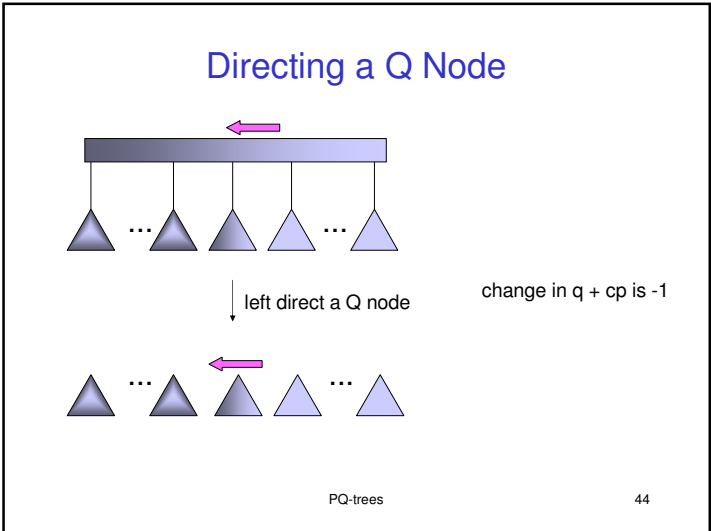 Directing a Q Node
... ...
left direct a Q node
change in q + cp is -1
... ...
PQ-trees
44